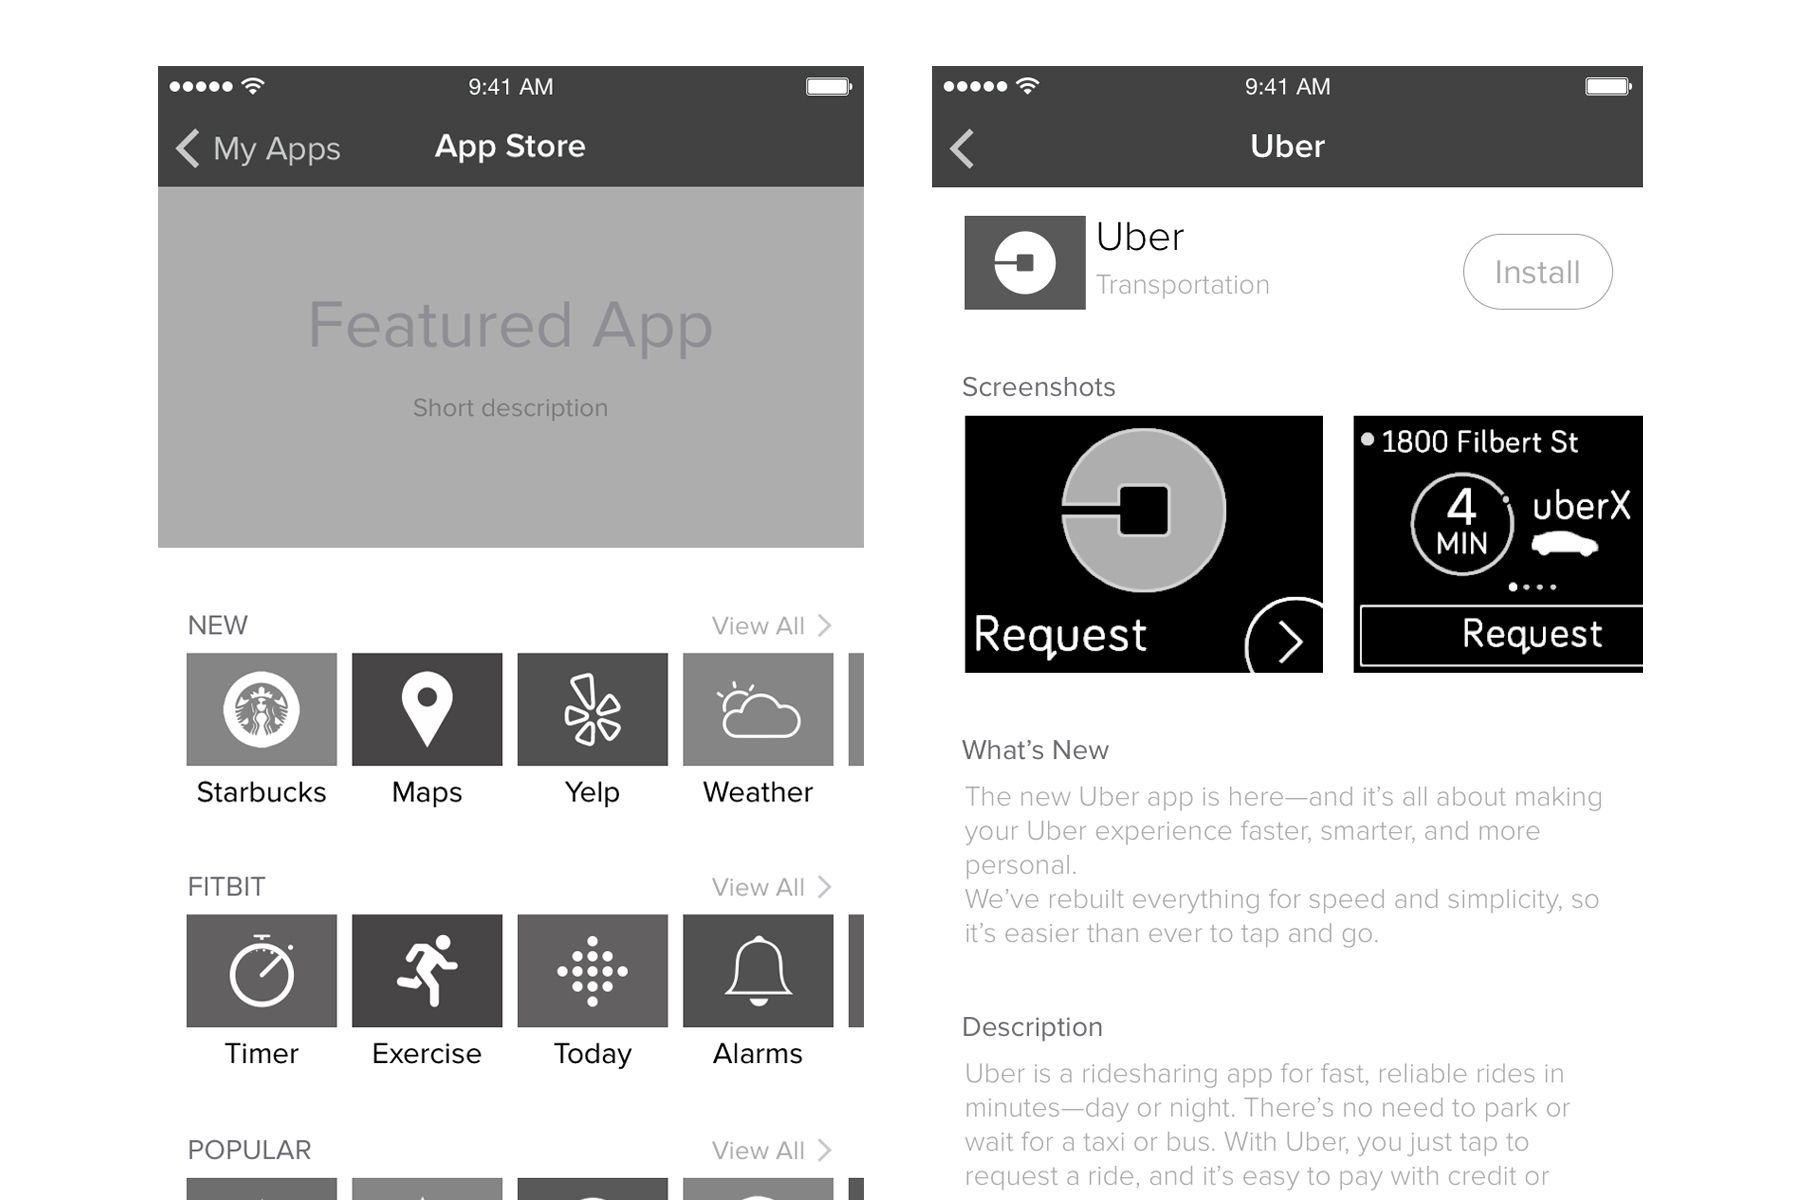 9:41 AM
My Apps
App Store
Featured App
Short description
NEW
View All
Starbucks
Maps
Yelp
Weather
FITBIT
View All
Timer
Exercise
Today
Alarms
POPULAR
View All
9:41 AM
Uber
Uber
Transportation
Install
Screenshots
Request
1800 Filbert St
4
MIN
uberX
Request
What’s New
The new Uber app is here—and it’s all about making
your Uber experience faster, smarter, and more
personal.
We’ve rebuilt everything for speed and simplicity, so
it’s easier than ever to tap and go.
Description
Uber is a ridesharing app for fast, reliable rides in
minutes—day or night. There’s no need to park or
wait for a taxi or bus. With Uber, you just tap to
request a ride, and it’s easy to pay with credit or